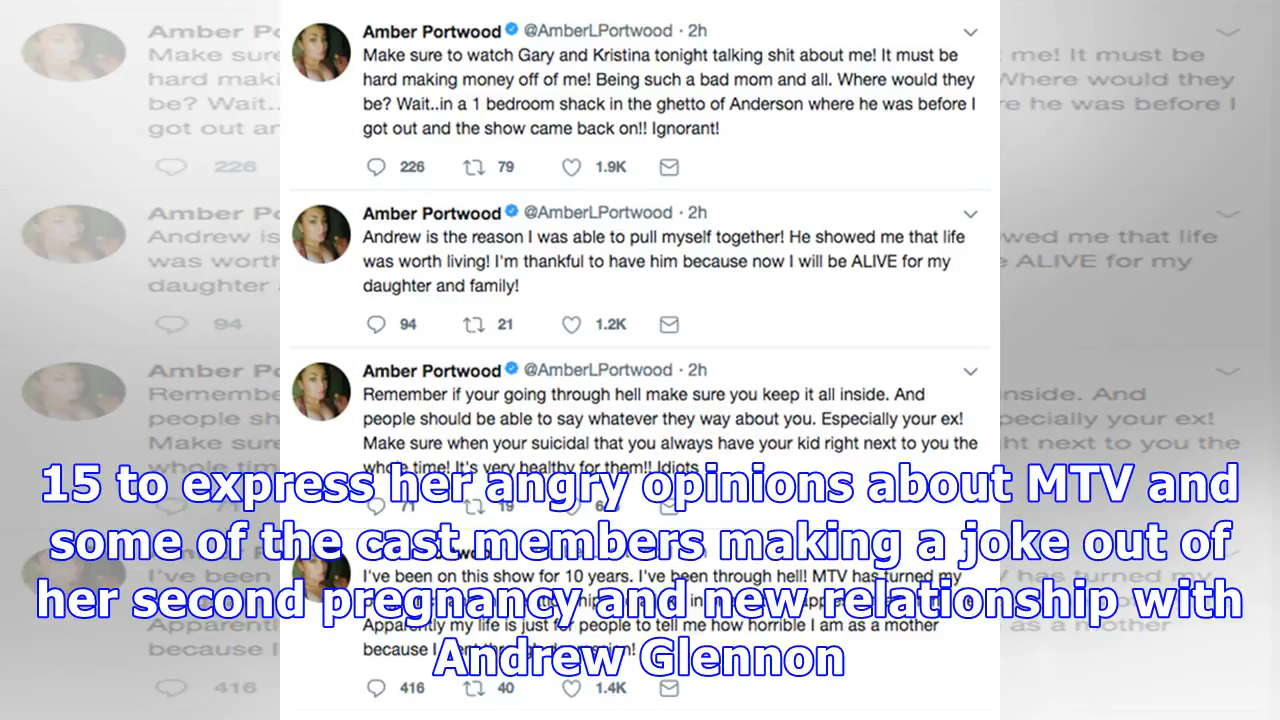 Amber Portwood @AmberLPortwood · 2h
Make sure to watch Gary and Kristina tonight talking shit about me! It must be
hard making money off of me! Being such a bad mom and all. Where would they
be? Wait..in a 1 bedroom shack in the ghetto of Anderson where he was before I
got out and the show came back on!! Ignorant!
226 79 1.9K
Amber Portwood @AmberLPortwood · 2h
Andrew is the reason I was able to pull myself together! He showed me that life
was worth living! I'm thankful to have him because now I will be ALIVE for my
daughter and family!
94 21 1.2K
Amber Portwood @AmberLPortwood · 2h
Remember if your going through hell make sure you keep it all inside. And
people should be able to say whatever they way about you. Especially your ex!
Make sure when your suicidal that you always have your kid right next to you the
whole time! It's very healthy for them!! Idiots
71 19
I've been on this show for 10 years. I've been through hell! MTV has turned my
Apparently my life is just for people to tell me how horrible I am as a mother
because I
416 40 1.4K
15 to express her angry opinions about MTV and
some of the cast members making a joke out of
her second pregnancy and new relationship with
Andrew Glennon